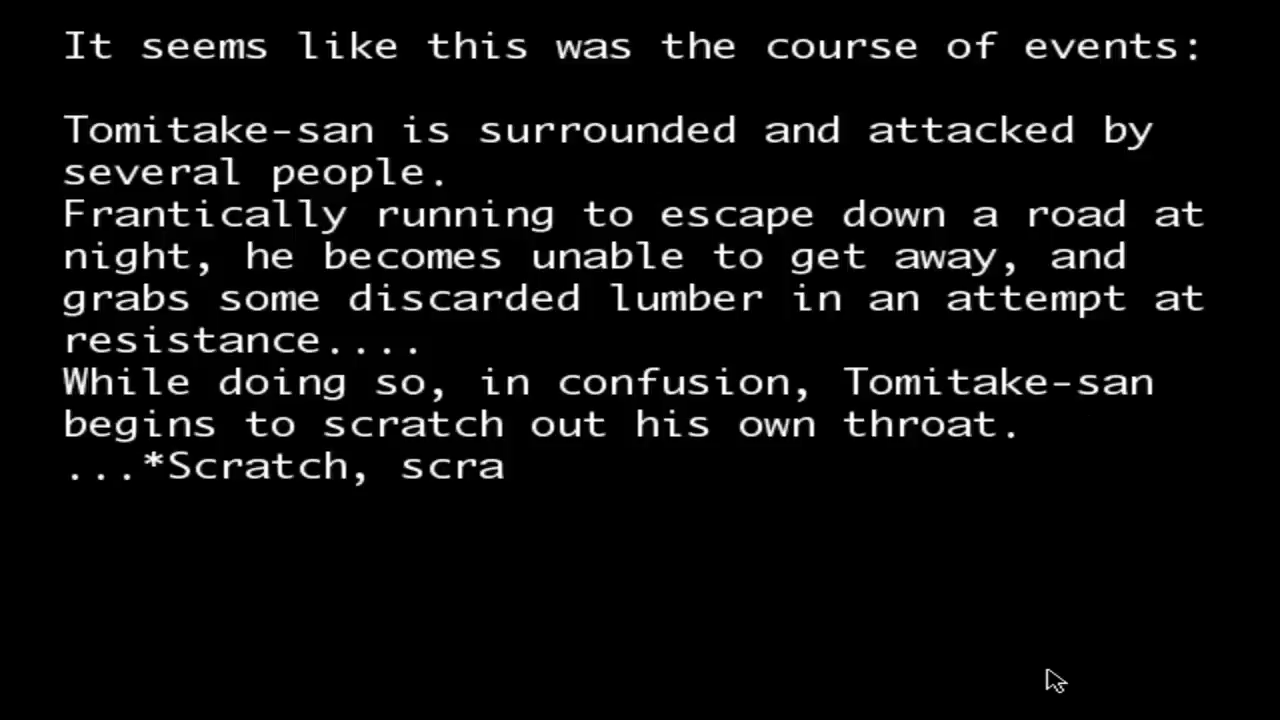 It seems like this was the course of events:
Tomitake-san is surrounded and attacked by
several people.
Frantically running to escape down a road at
night, he becomes unable to get away, and
grabs some discarded lumber in an attempt at
resistance....
While doing so, in confusion, Tomitake-san
begins to scratch out his own throat.
...*Scratch, scra